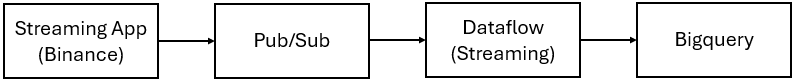 Streaming App
(Binance)
Pub/Sub
Dataflow
(Streaming)
Bigquery